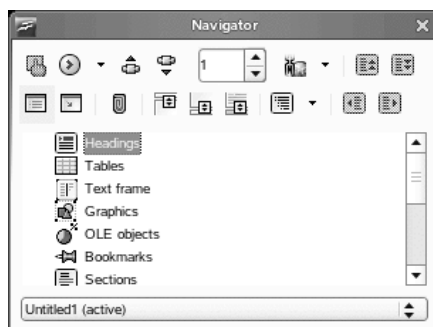 Navigator
1
Headings
Tables
Text frame
Graphics
OLE objects
Bookmarks
Sections
Untitled1 (active)